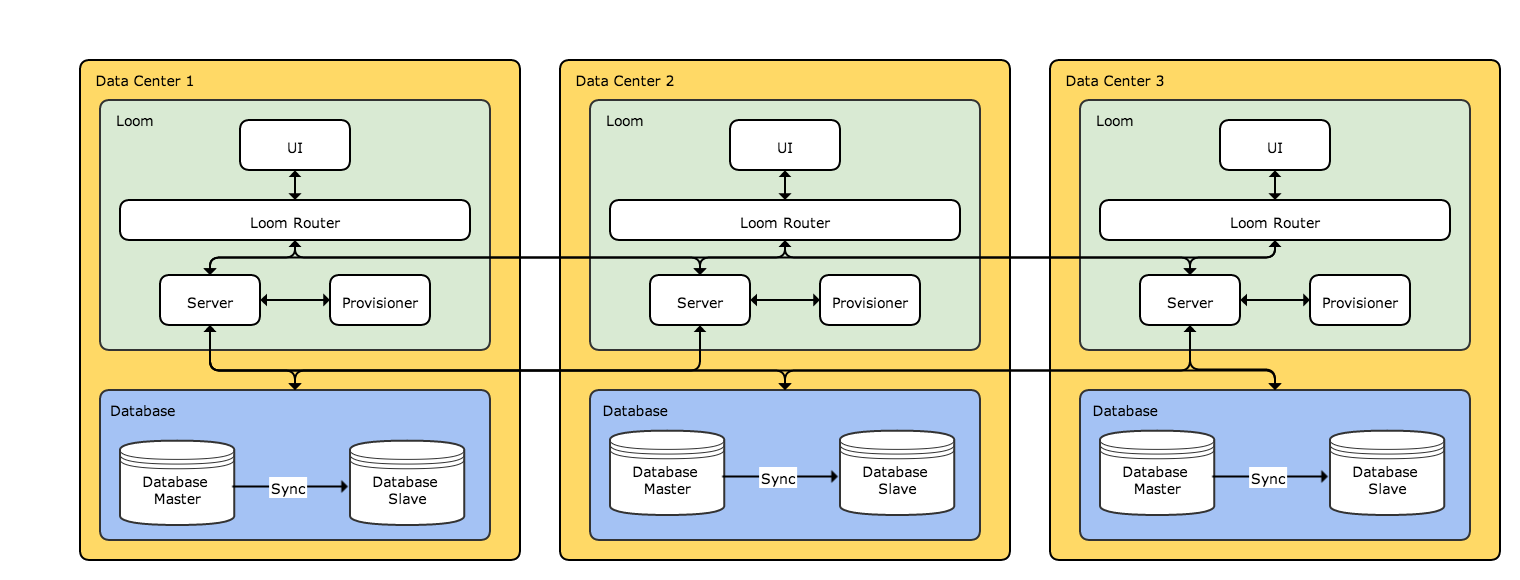 Data Center 1
Loom
UI
Loom Router
Server
Provisioner
Database
Database
Master
Sync
Database
Slave
Data Center 2
Loom
UI
Loom Router
Server
Provisioner
Database
Database
Master
Sync
Database
Slave
Data Center 3
Loom
UI
Loom Router
Server
Provisioner
Database
Database
Master
Sync
Database
Slave